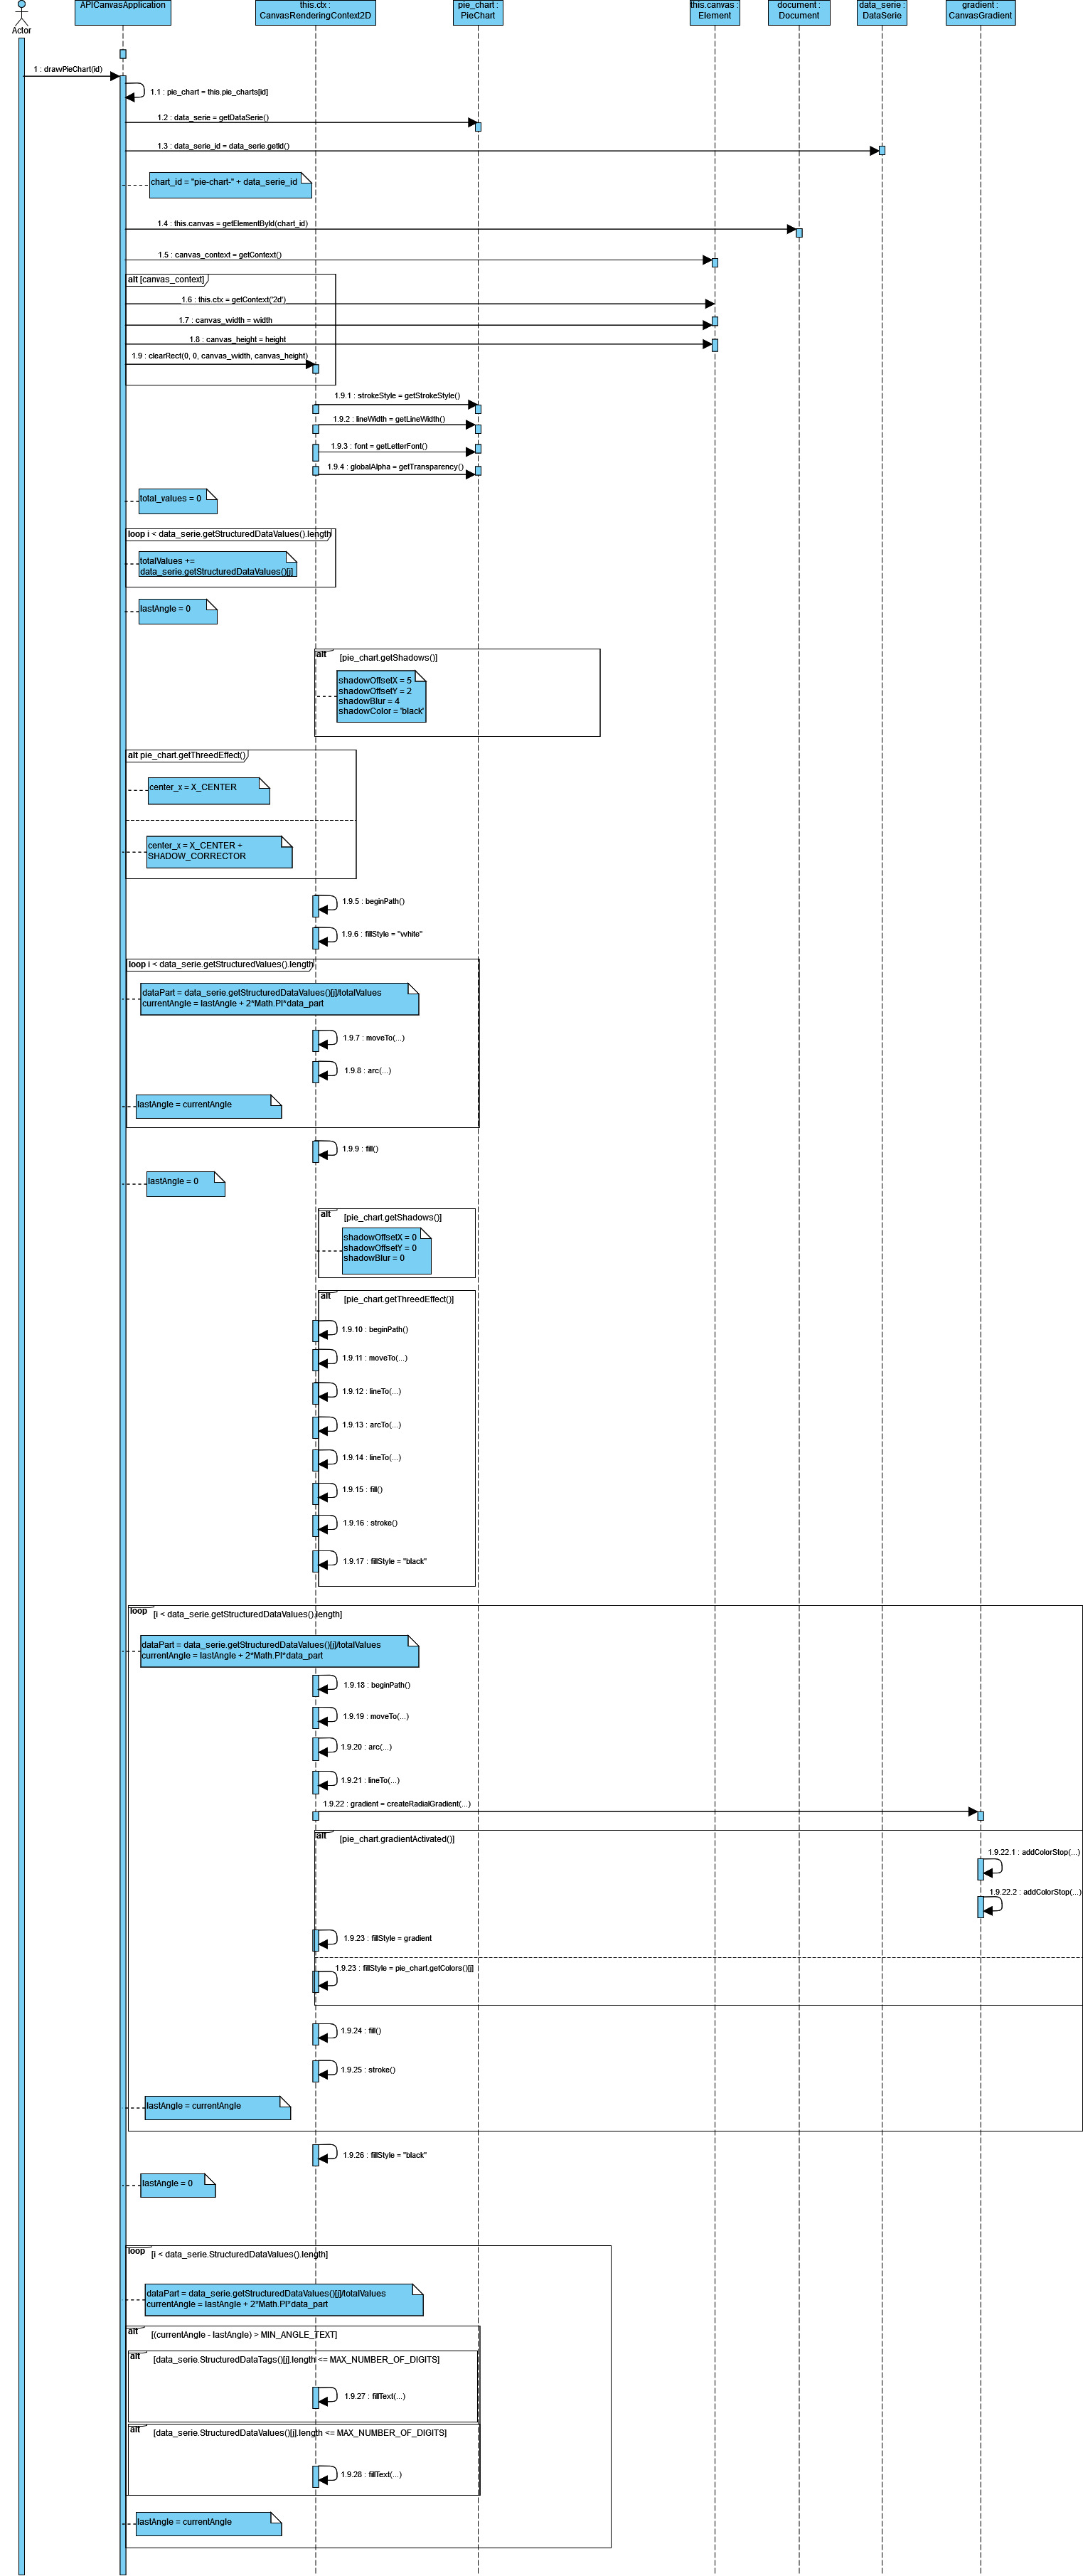 APICanvasApplication
this.ctx :
CanvasRenderingContext2D
pie_chart :
PieChart
this.canvas :
Element
document :
Document
data_serie :
DataSerie
gradient :
CanvasGradient
Actor
1 : drawPieChart(id)
1.1 : pie_chart = this.pie_charts[id]
1.2 : data_serie = getDataSerie()
1.3 : data_serie_id = data_serie.getId()
chart_id = "pie-chart-" + data_serie_id
1.4 : this.canvas = getElementById(chart_id)
1.5 : canvas_context = getContext()
alt [canvas_context]
1.6 : this.ctx = getContext('2d')
1.7 : canvas_width = width
1.8 : canvas_height = height
1.9 : clearRect(0, 0, canvas_width, canvas_height)
1.9.1 : strokeStyle = getStrokeStyle()
1.9.2 : lineWidth = getLineWidth()
1.9.3 : font = getLetterFont()
1.9.4 : globalAlpha = getTransparency()
total_values = 0
loop i < data_serie.getStructuredDataValues().length
totalValues +=
data_serie.getStructuredDataValues()[j]
lastAngle = 0
alt
[pie_chart.getShadows()]
shadowOffsetX = 5
shadowOffsetY = 2
shadowBlur = 4
shadowColor = 'black'
alt pie_chart.getThreedEffect()
center_x = X_CENTER
center_x = X_CENTER +
SHADOW_CORRECTOR
1.9.5 : beginPath()
1.9.6 : fillStyle = "white"
loop i < data_serie.getStructuredValues().length
dataPart = data_serie.getStructuredDataValues()[j]/totalValues
currentAngle = lastAngle + 2*Math.PI*data_part
1.9.7 : moveTo(...)
1.9.8 : arc(...)
lastAngle = currentAngle
1.9.9 : fill()
lastAngle = 0
alt
[pie_chart.getShadows()]
shadowOffsetX = 0
shadowOffsetY = 0
shadowBlur = 0
alt
[pie_chart.getThreedEffect()]
1.9.10 : beginPath()
1.9.11 : moveTo(...)
1.9.12 : lineTo(...)
1.9.13 : arcTo(...)
1.9.14 : lineTo(...)
1.9.15 : fill()
1.9.16 : stroke()
1.9.17 : fillStyle = "black"
loop
[i < data_serie.getStructuredDataValues().length]
dataPart = data_serie.getStructuredDataValues()[j]/totalValues
currentAngle = lastAngle + 2*Math.PI*data_part
1.9.18 : beginPath()
1.9.19 : moveTo(...)
1.9.20 : arc(...)
1.9.21 : lineTo(...)
1.9.22 : gradient = createRadialGradient(...)
alt
[pie_chart.gradientActivated()]
1.9.22.1 : addColorStop(...)
1.9.22.2 : addColorStop(...)
1.9.23 : fillStyle = gradient
1.9.23 : fillStyle = pie_chart.getColors()[j]
1.9.24 : fill()
1.9.25 : stroke()
lastAngle = currentAngle
1.9.26 : fillStyle = "black"
lastAngle = 0
loop
[i < data_serie.StructuredDataValues().length]
dataPart = data_serie.getStructuredDataValues()[j]/totalValues
currentAngle = lastAngle + 2*Math.PI*data_part
alt
[(currentAngle - lastAngle) > MIN_ANGLE_TEXT]
alt
[data_serie.StructuredDataTags()[j].length <= MAX_NUMBER_OF_DIGITS]
1.9.27 : fillText(...)
alt
[data_serie.StructuredDataValues()[j].length <= MAX_NUMBER_OF_DIGITS]
1.9.28 : fillText(...)
lastAngle = currentAngle